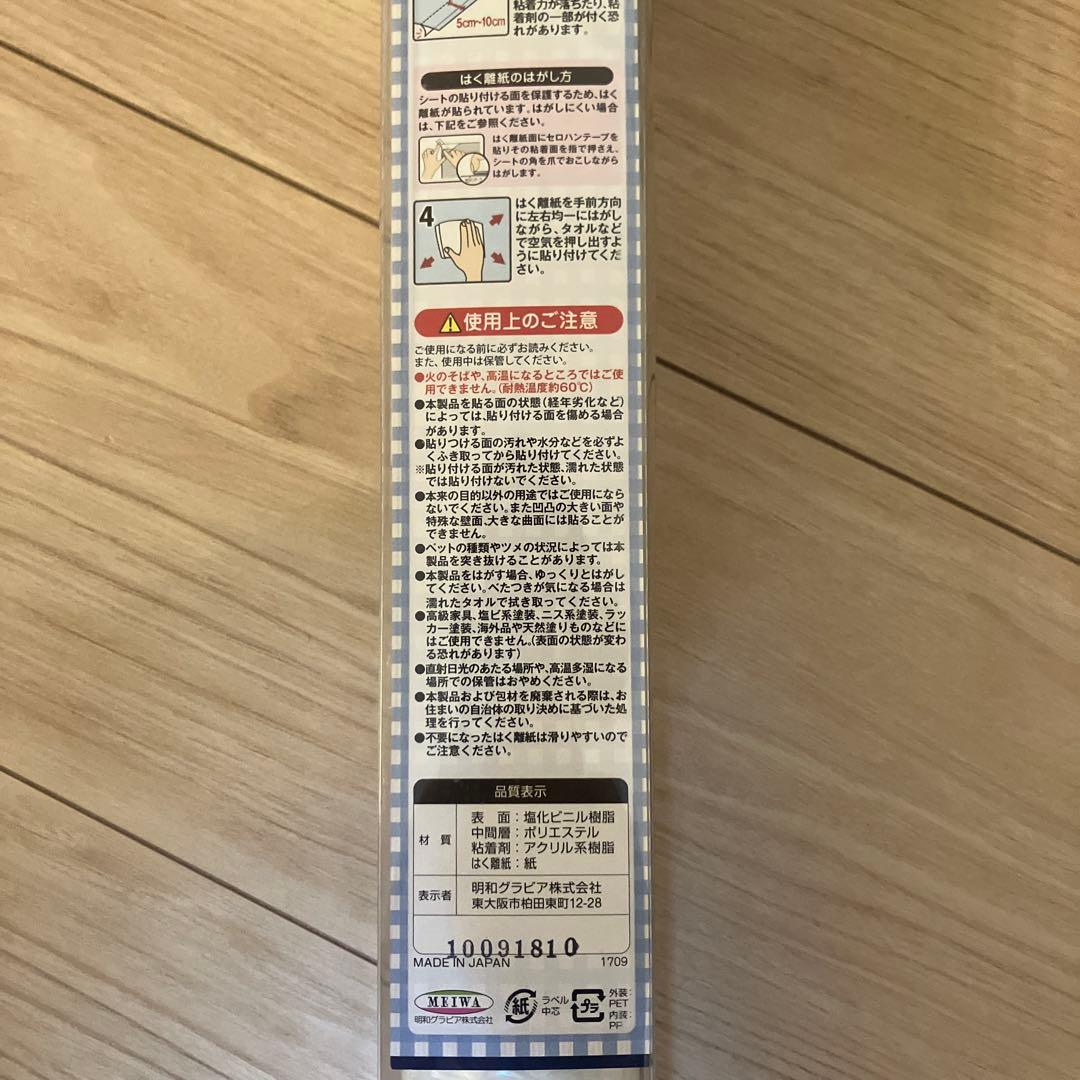 粘着力が落ちたり、粘
着剤の一部が付く恐
れがあります。
5cm~10cm
はく離紙のはがし方
シートの貼り付ける面を保護するため、はく
離紙が貼られています。はがしにくい場合
は、下記をご参照ください。
はく離紙面にセロハンテープを
貼りその粘着面を指で押さえ、
シートの角を爪でおこしながら
はがします。
4
はく離紙を手前方向
に左右均一にはがし
ながら、タオルなど
で空気を押し出すよ
うに貼り付けてくだ
さい。
使用上のご注意
ご使用になる前に必ずお読みください。
また、使用中は保管してください。
●火のそばや、高温になるところではご使
用できません。(耐熱温度約60℃)
●本製品を貼る面の状態(経年劣化など)
によっては、貼り付ける面を傷める場合
があります。
●貼りつける面の汚れや水分などを必ずよ
くふき取ってから貼り付けてください。
※貼り付ける面が汚れた状態、濡れた状態
では貼り付けないでください。
●本来の目的以外の用途ではご使用になら
ないでください。また凹凸の大きい面や
特殊な壁面、大きな曲面には貼ることが
できません。
●ペットの種類やツメの状況によっては本
製品を突き抜けることがあります。
●本製品をはがす場合、ゆっくりとはがし
てください。べたつきが気になる場合は
濡れたタオルで拭き取ってください。
●高級家具、塩ビ系塗装、ニス系塗装、ラッ
カー塗装、海外品や天然塗りものなどに
はご使用できません。(表面の状態が変わ
る恐れがあります)
●直射日光のあたる場所や、高温多湿になる
場所での保管はおやめください。
●本製品および包材を廃棄される際は、お
住まいの自治体の取り決めに基づいた処
理を行ってください。
●不要になったはく離紙は滑りやすいので
ご注意ください。
品質表示
材 質
表 面:塩化ビニル樹脂
中間層:ポリエステル
粘着剤:アクリル系樹脂
はく離紙:紙
表示者
明和グラビア株式会社
東大阪市柏田東町12-28
10091810
MADE IN JAPAN 1709
MEIWA
明和グラビア株式会社
紙
ラベル
中芯
プラ
外装:
PET
内装:
PP